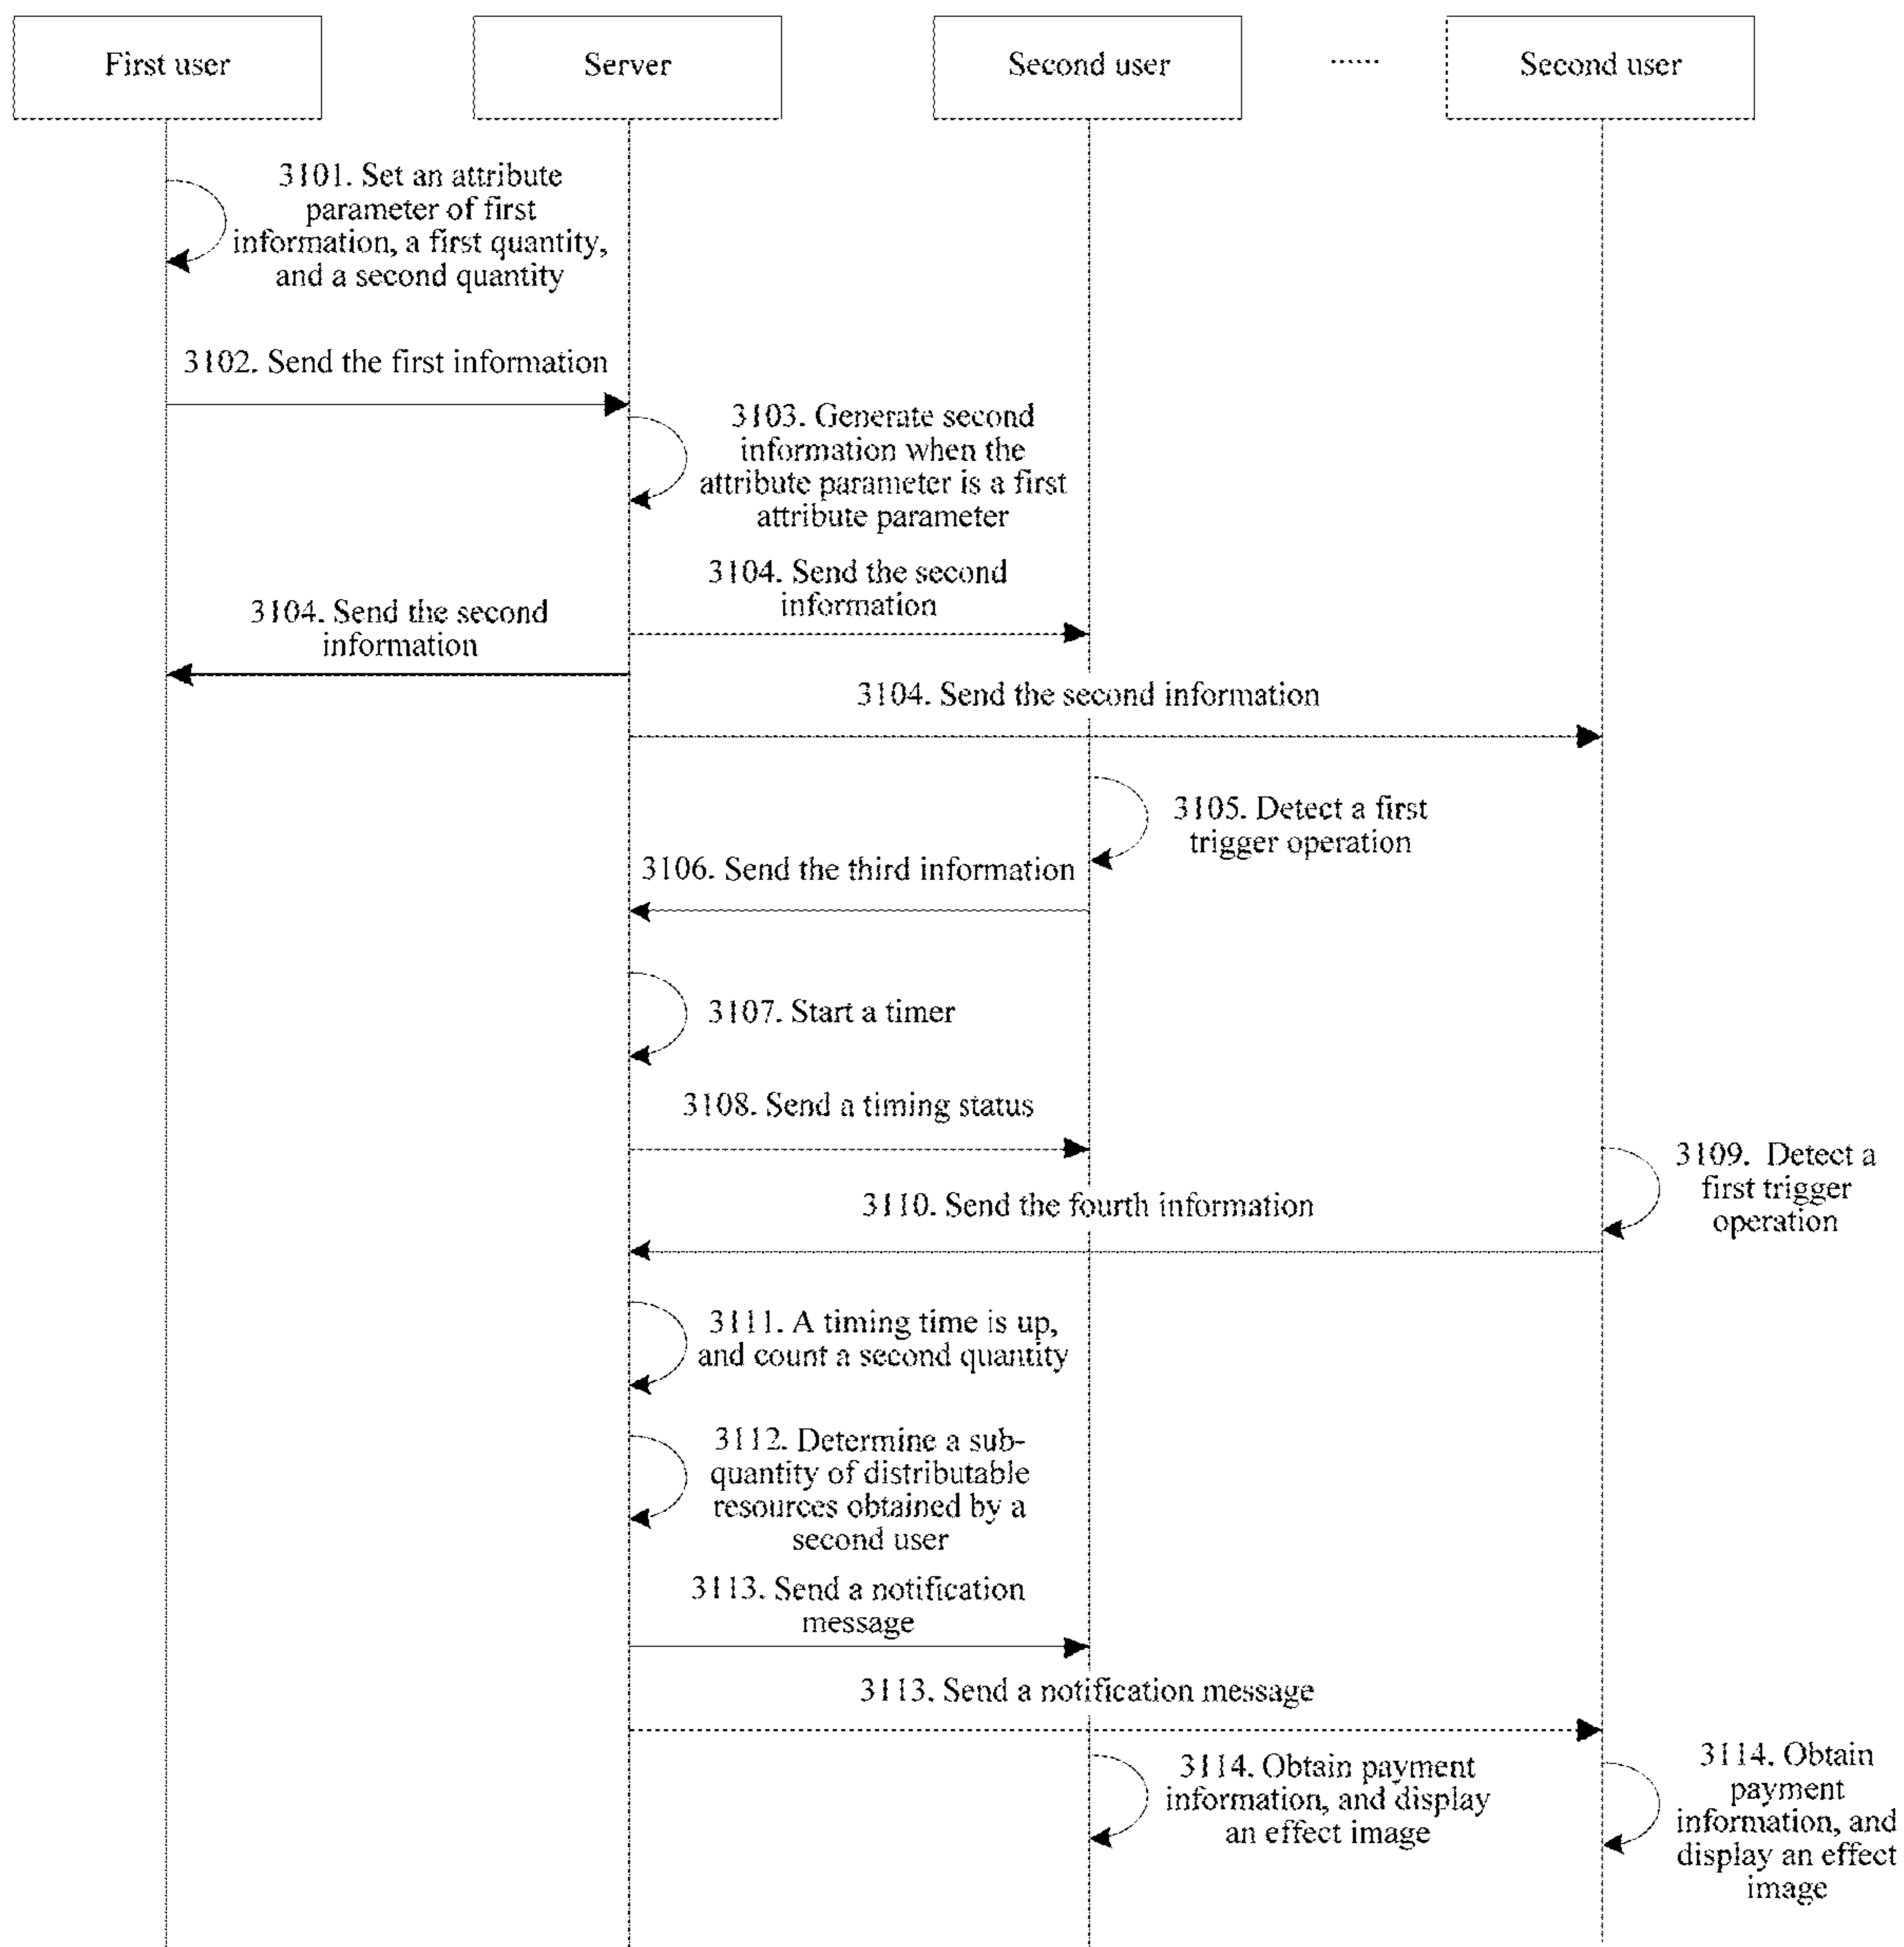 First user
Server
Second user
......
Second user
3101. Set an attribute
parameter of first
information, a first quantity,
and a second quantity
3102. Send the first information
3103. Generate second
information when the
attribute parameter is a first
attribute parameter
3104. Send the second
information
3104. Send the second
information
3104. Send the second information
3105. Detect a first
trigger operation
3106. Send the third information
3107. Start a timer
3108. Send a timing status
3109. Detect a
first trigger
operation
3110. Send the fourth information
3111. A timing time is up,
and count a second quantity
3112. Determine a sub-
quantity of distributable
resources obtained by a
second user
3113. Send a notification
message
3113. Send a notification message
3114. Obtain payment
information, and display
an effect image
3114. Obtain
payment
information, and
display an effect
image